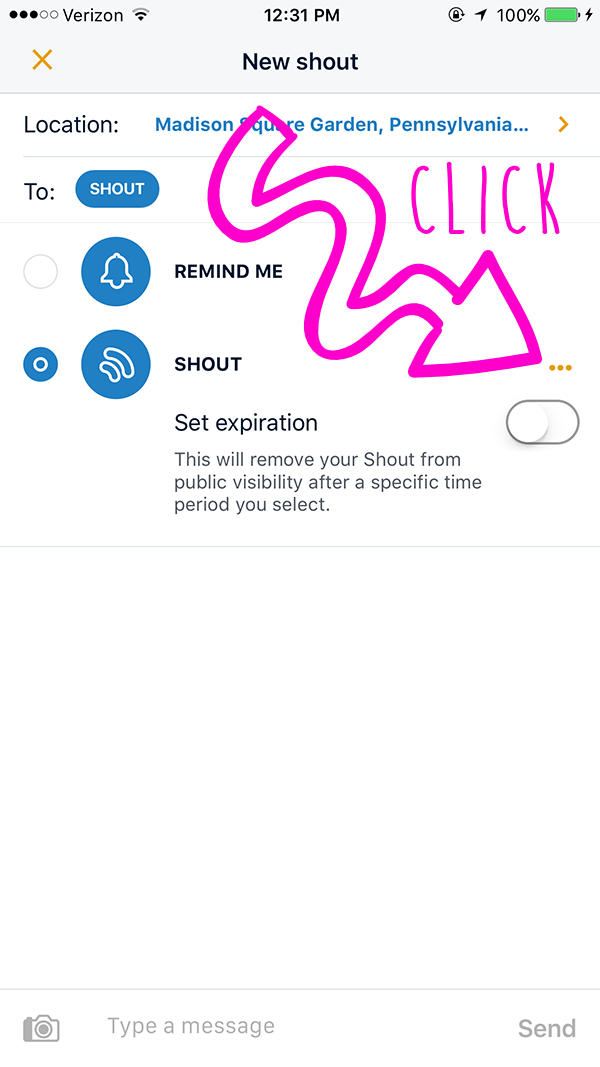 Verizon 12:31 PM 100%
New shout
Location: Madison Square Garden, Pennsylvania...
To: SHOUT
CLICK
REMIND ME
SHOUT
Set expiration
This will remove your Shout from
public visibility after a specific time
period you select.
Type a message Send